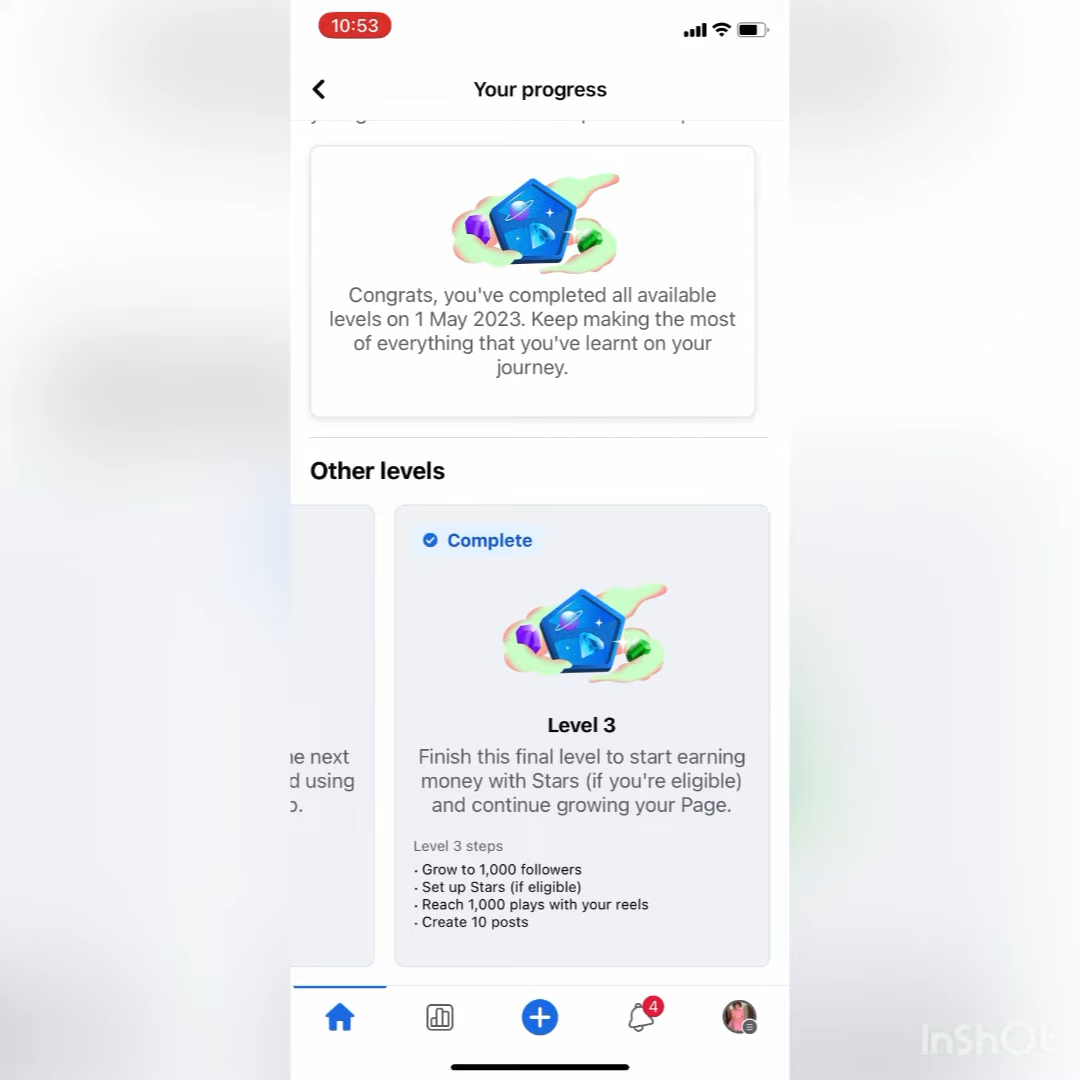 10:53
Your progress
Congrats, you've completed all available
levels on 1 May 2023. Keep making the most
of everything that you've learnt on your
journey.
Other levels
Complete
Level 3
next
using
Finish this final level to start earning
money with Stars (if you're eligible)
and continue growing your Page.
Level 3 steps
· Grow to 1,000 followers
· Set up Stars (if eligible)
· Reach 1,000 plays with your reels
· Create 10 posts
4
InShOt